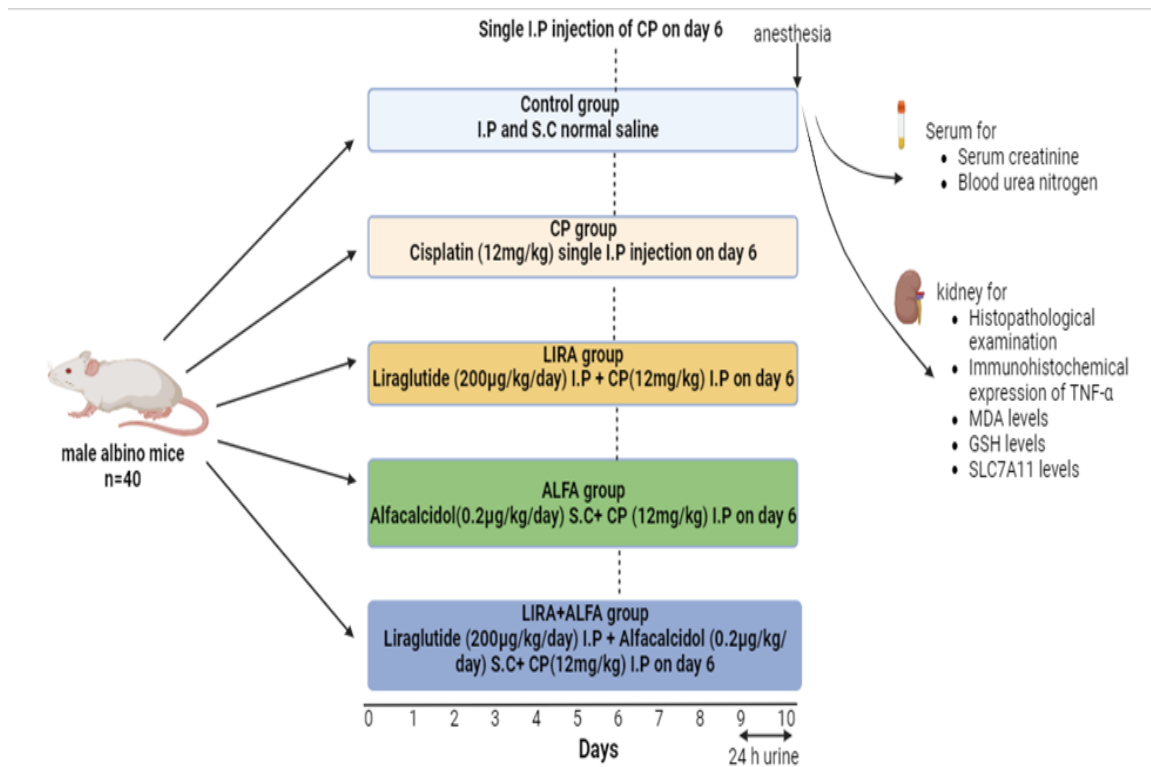 Single I.P injection of CP on day 6
anesthesia
Control group
I.P and S.C normal saline
CP group
Cisplatin (12mg/kg) single I.P injection on day 6
LIRA group
Liraglutide (200µg/kg/day) I.P + CP(12mg/kg) I.P on day 6
ALFA group
Alfacalcidol(0.2µg/kg/day) S.C+ CP (12mg/kg) I.P on day 6
LIRA+ALFA group
Liraglutide (200µg/kg/day) I.P + Alfacalcidol (0.2µg/kg/
day) S.C+ CP(12mg/kg) I.P on day 6
male albino mice
n=40
Serum for
• Serum creatinine
• Blood urea nitrogen
kidney for
• Histopathological
examination
• Immunohistochemical
expression of TNF-α
• MDA levels
• GSH levels
• SLC7A11 levels
0 1 2 3 4 5 6 7 8 9 10
Days
24 h urine